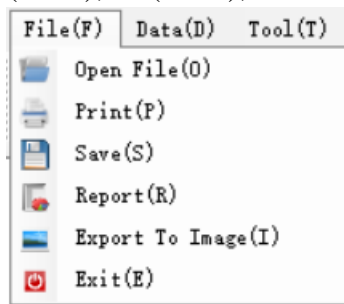 File(F) Data(D) Tool(T)
Open File(O)
Print(P)
Save(S)
Report(R)
Export To Image(I)
Exit(E)